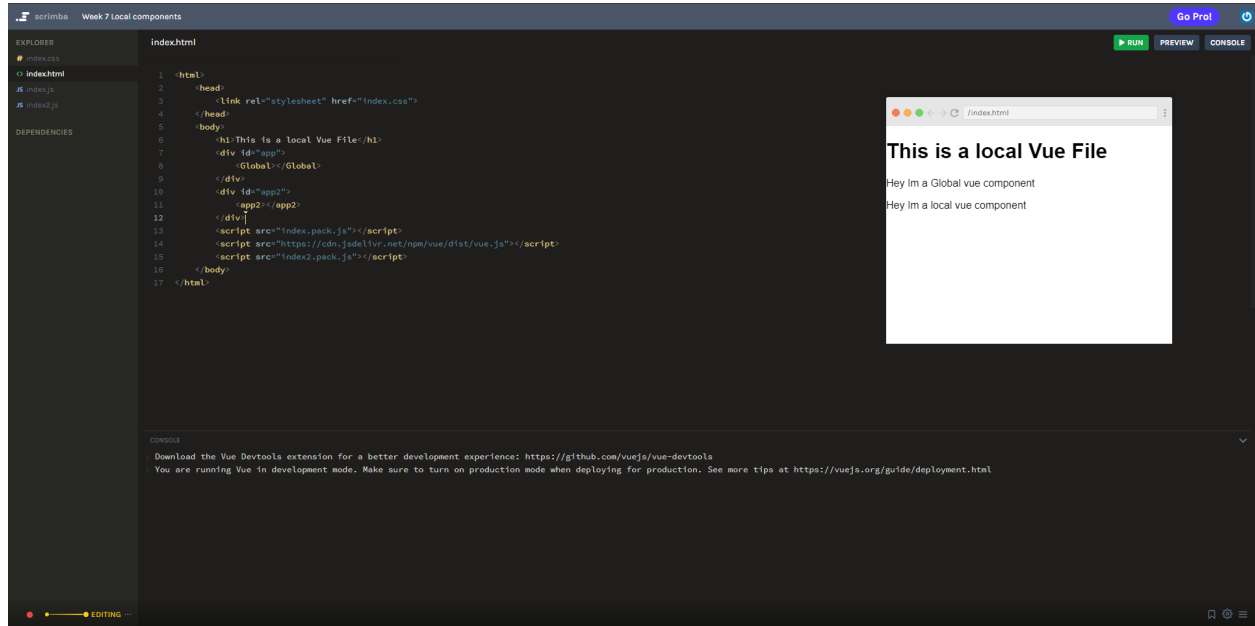 scrimba Week 7 Local components
Go Pro!
EXPLORER
# index.css
<> index.html
JS index.js
JS index2.js
DEPENDENCIES
index.html
RUN PREVIEW CONSOLE
1 <html>
2 <head>
3 <link rel="stylesheet" href="index.css">
4 </head>
5 <body>
6 <h1>This is a local Vue File</h1>
7 <div id="app">
8 <Global></Global>
9 </div>
10 <div id="app2">
11 <app2></app2>
12 </div>
13 <script src="index.pack.js"></script>
14 <script src="https://cdn.jsdelivr.net/npm/vue/dist/vue.js"></script>
15 <script src="index2.pack.js"></script>
16 </body>
17 </html>
/index.html
This is a local Vue File
Hey Im a Global vue component
Hey Im a local vue component
CONSOLE
Download the Vue Devtools extension for a better development experience: https://github.com/vuejs/vue-devtools
You are running Vue in development mode. Make sure to turn on production mode when deploying for production. See more tips at https://vuejs.org/guide/deployment.html
EDITING ...